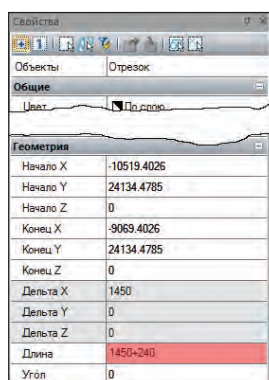 Свойства
1
Объекты Отрезок
Общие
Цвет По слою
Геометрия
Начало X -10519.4026
Начало Y 24134.4785
Начало Z 0
Конец X -9069.4026
Конец Y 24134.4785
Конец Z 0
Дельта X 1450
Дельта Y 0
Дельта Z 0
Длина 1450+240
Угол 0